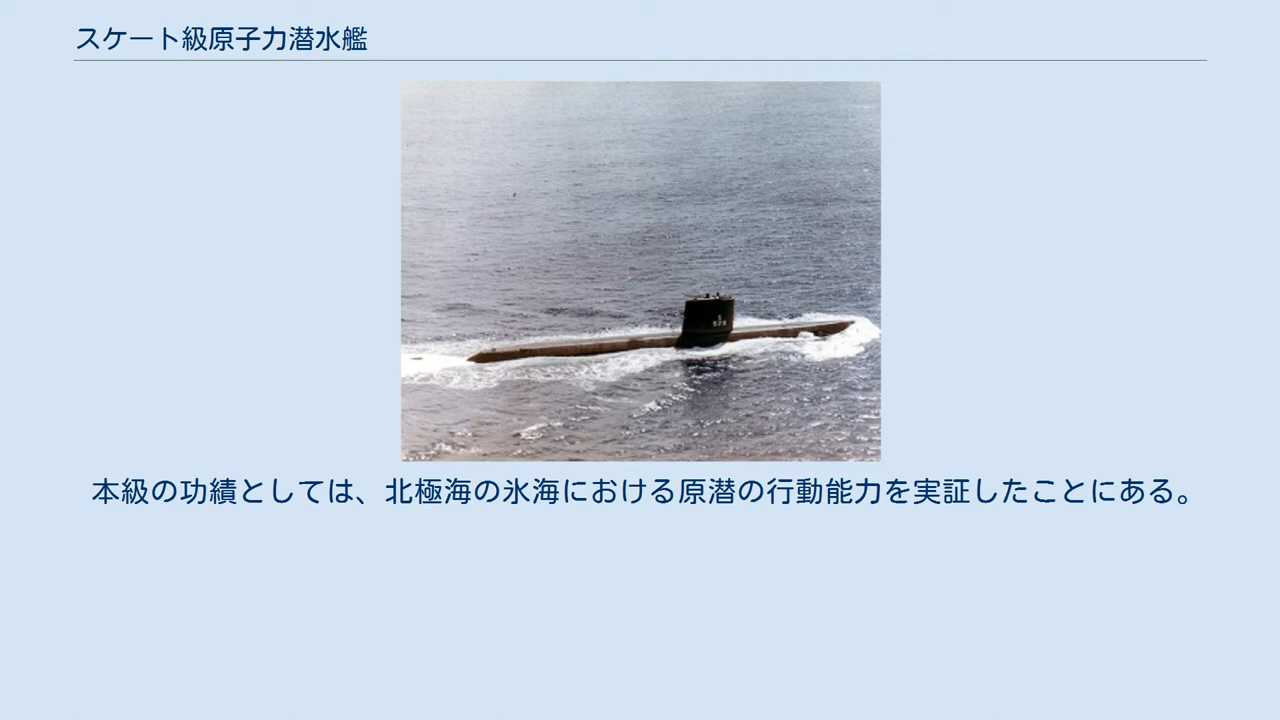 スケート級原子力潜水艦
本級の功績としては、北極海の氷海における原潜の行動能力を実証したことにある。